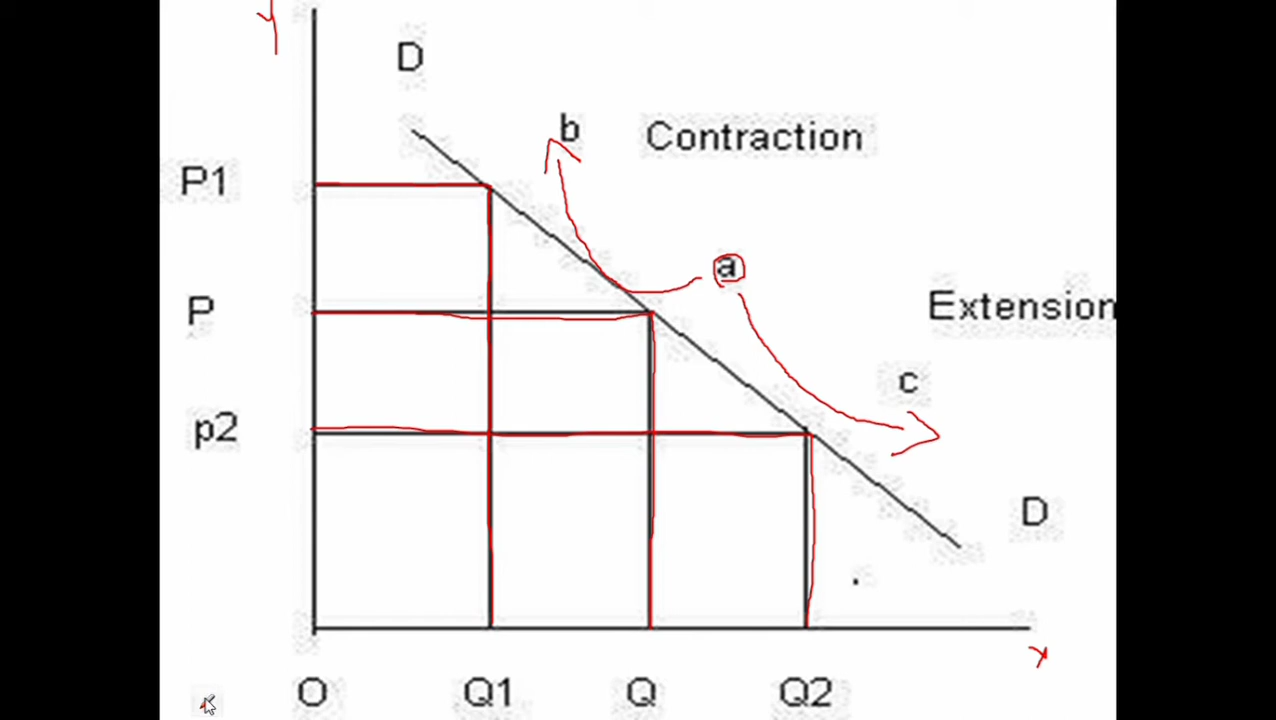 y
D
b Contraction
P1
a
P
Extension
c
p2
D
x
O Q1 Q Q2